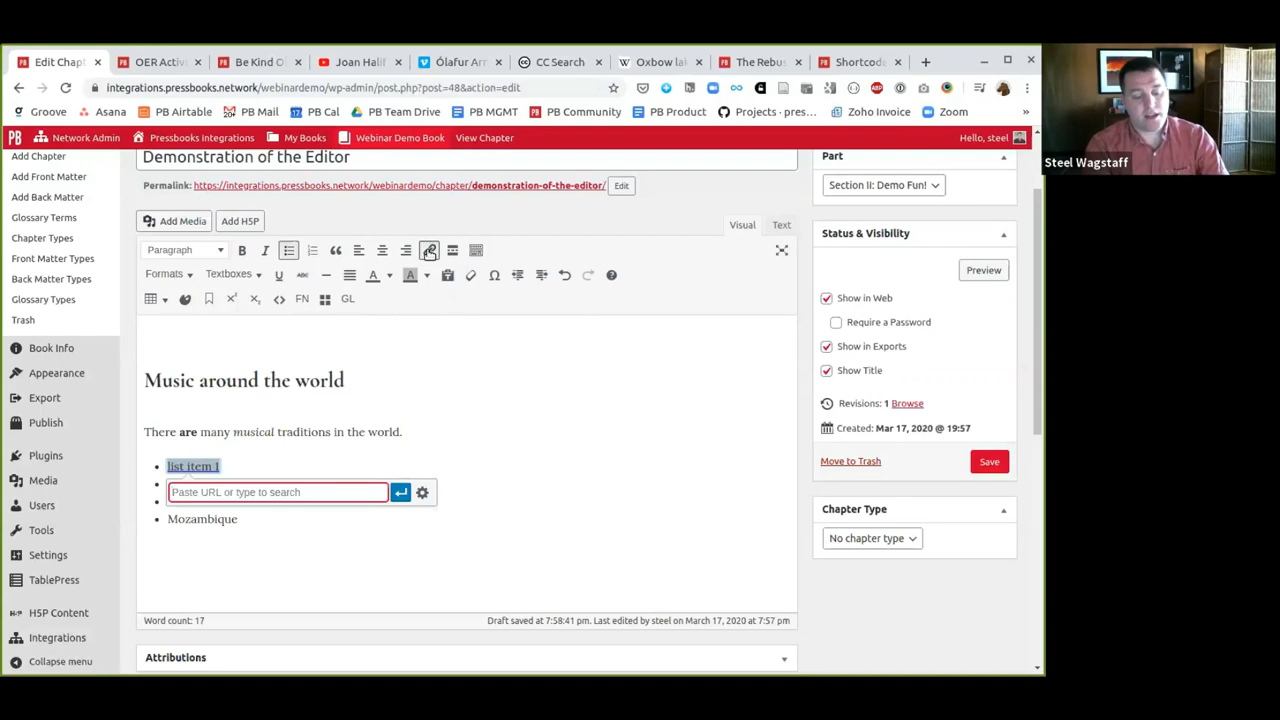 Edit Chapt
OER Activ
Be Kind O
Joan Halif
Ólafur Arn
CC Search
Oxbow lak
The Rebus
Shortcode
integrations.pressbooks.network/webinardemo/wp-admin/post.php?post=48&action=edit
Groove
Asana
PB Airtable
PB Mail
PB Cal
PB Team Drive
PB MGMT
PB Community
PB Product
Projects - pres...
Zoho Invoice
Zoom
PB Network Admin Pressbooks Integrations My Books Webinar Demo Book View Chapter Hello, steel
Steel Wagstaff
Add Chapter
Add Front Matter
Add Back Matter
Glossary Terms
Chapter Types
Front Matter Types
Back Matter Types
Glossary Types
Trash
Book Info
Appearance
Export
Publish
Plugins
Media
Users
Tools
Settings
TablePress
H5P Content
Integrations
Collapse menu
Demonstration of the Editor
Permalink: https://integrations.pressbooks.network/webinardemo/chapter/demonstration-of-the-editor/ Edit
Add Media Add H5P
Visual Text
Paragraph B I
Formats Textboxes U ABC A A Ω
X² X₂ FN GL
Music around the world
There are many musical traditions in the world.
list item 1
Paste URL or type to search
Mozambique
Word count: 17
Draft saved at 7:58:41 pm. Last edited by steel on March 17, 2020 at 7:57 pm
Attributions
Part
Section II: Demo Fun!
Status & Visibility
Preview
Show in Web
Require a Password
Show in Exports
Show Title
Revisions: 1 Browse
Created: Mar 17, 2020 @ 19:57
Move to Trash
Save
Chapter Type
No chapter type